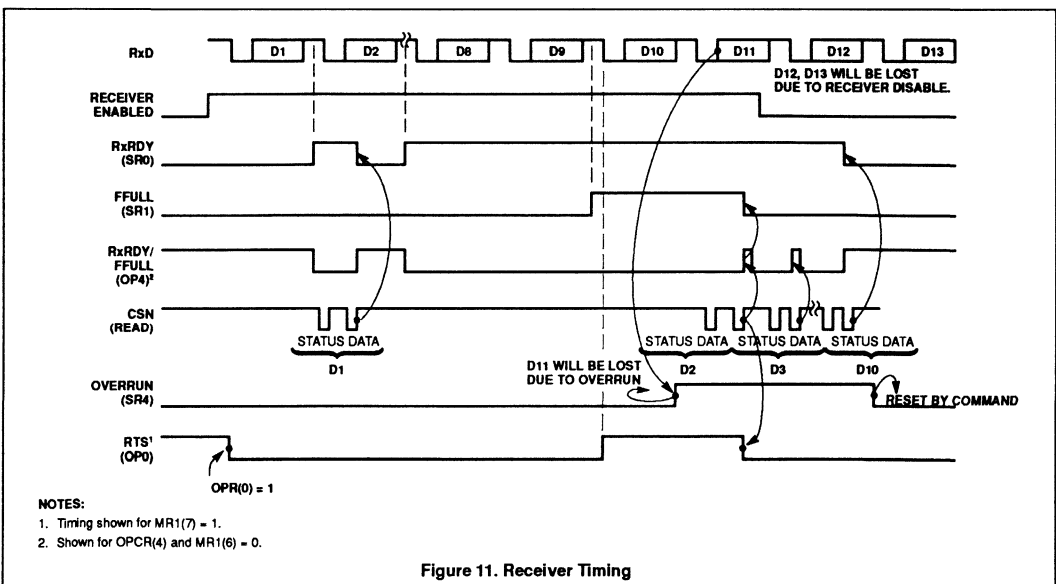 RxD
D1
D2
D8
D9
D10
D11
D12
D13
D12, D13 WILL BE LOST
DUE TO RECEIVER DISABLE.
RECEIVER
ENABLED
RxRDY
(SR0)
FFULL
(SR1)
RxRDY/
FFULL
(OP4)²
CSN
(READ)
STATUS DATA
D1
STATUS DATA
D2
STATUS DATA
D3
STATUS DATA
D10
D11 WILL BE LOST
DUE TO OVERRUN
OVERRUN
(SR4)
RESET BY COMMAND
RTS¹
(OP0)
OPR(0) = 1
NOTES:
1. Timing shown for MR1(7) = 1.
2. Shown for OPCR(4) and MR1(6) = 0.
Figure 11. Receiver Timing